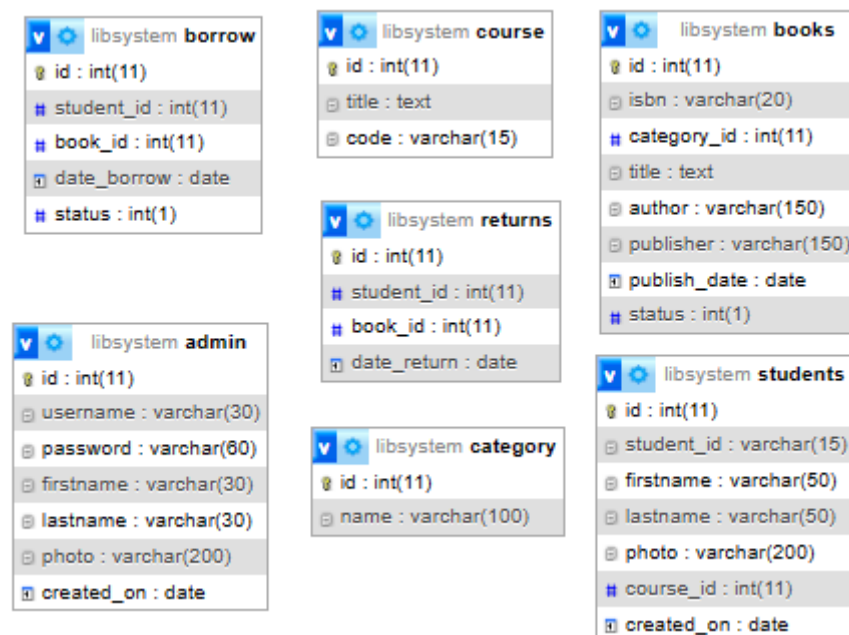 libsystem borrow
id : int(11)
student_id : int(11)
book_id : int(11)
date_borrow : date
status : int(1)
libsystem course
id : int(11)
title : text
code : varchar(15)
libsystem books
id : int(11)
isbn : varchar(20)
category_id : int(11)
title : text
author : varchar(150)
publisher : varchar(150)
publish_date : date
status : int(1)
libsystem returns
id : int(11)
student_id : int(11)
book_id : int(11)
date_return : date
libsystem admin
id : int(11)
username : varchar(30)
password : varchar(60)
firstname : varchar(30)
lastname : varchar(30)
photo : varchar(200)
created_on : date
libsystem category
id : int(11)
name : varchar(100)
libsystem students
id : int(11)
student_id : varchar(15)
firstname : varchar(50)
lastname : varchar(50)
photo : varchar(200)
course_id : int(11)
created_on : date